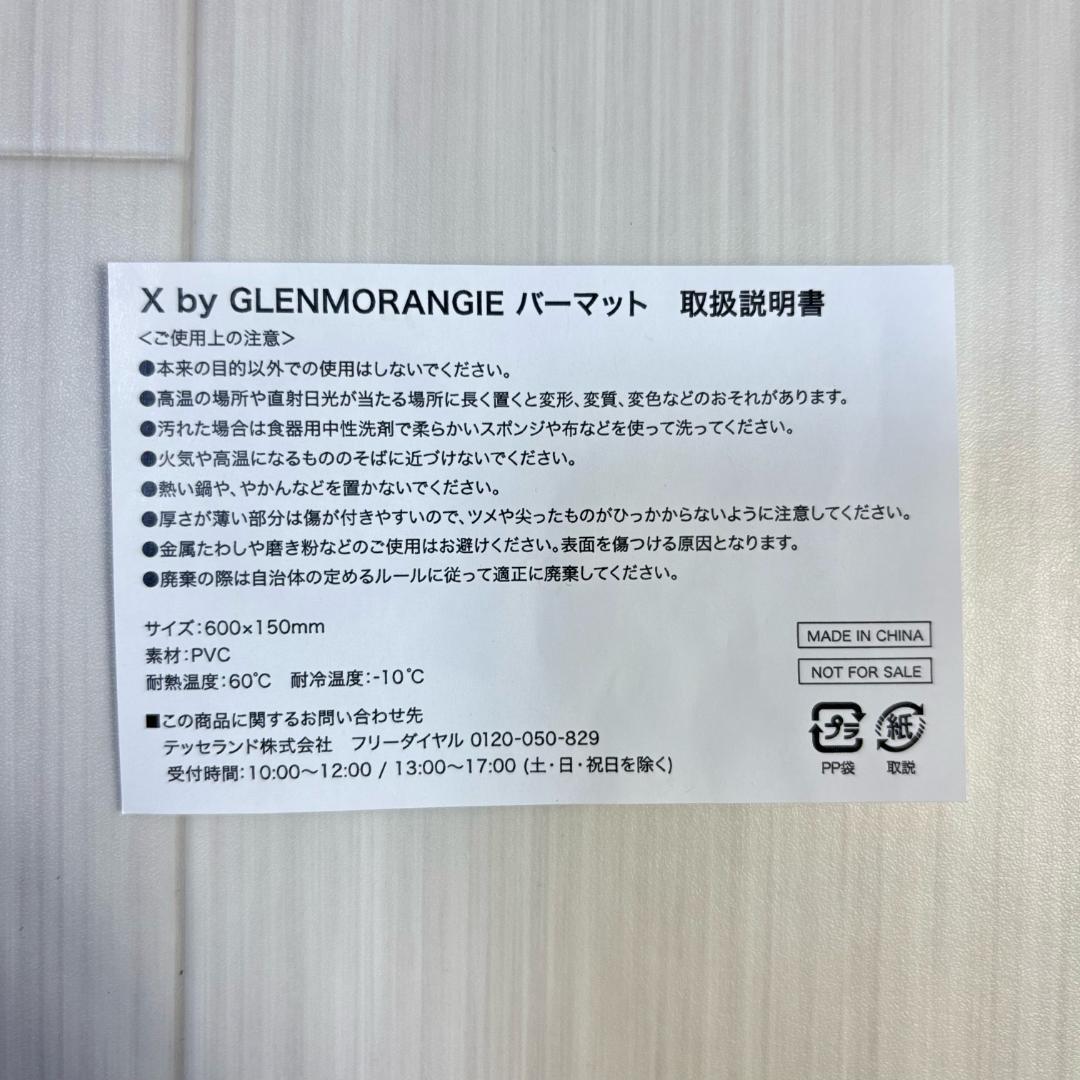 X by GLENMORANGIE バーマット　取扱説明書
<ご使用上の注意>
●本来の目的以外での使用はしないでください。
●高温の場所や直射日光が当たる場所に長く置くと変形、変質、変色などのおそれがあります。
●汚れた場合は食器用中性洗剤で柔らかいスポンジや布などを使って洗ってください。
●火気や高温になるもののそばに近づけないでください。
●熱い鍋や、やかんなどを置かないでください。
●厚さが薄い部分は傷が付きやすいので、ツメや尖ったものがひっかからないように注意してください。
●金属たわしや磨き粉などのご使用はお避けください。表面を傷つける原因となります。
●廃棄の際は自治体の定めるルールに従って適正に廃棄してください。
サイズ:600×150mm
素材:PVC
耐熱温度:60℃　耐冷温度:-10℃
■この商品に関するお問い合わせ先
テッセランド株式会社　フリーダイヤル 0120-050-829
受付時間:10:00～12:00 / 13:00～17:00 (土・日・祝日を除く)
MADE IN CHINA
NOT FOR SALE
プラ 紙
PP袋 取説